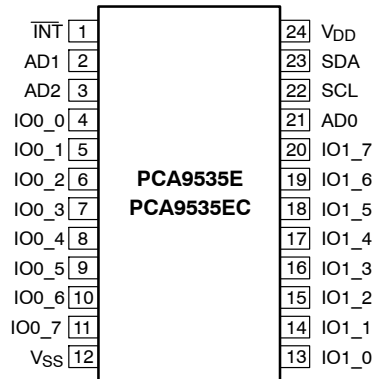 INT 1 24 VDD
AD1 2 23 SDA
AD2 3 22 SCL
IO0_0 4 21 AD0
IO0_1 5 20 IO1_7
IO0_2 6 PCA9535E 19 IO1_6
IO0_3 7 PCA9535EC 18 IO1_5
IO0_4 8 17 IO1_4
IO0_5 9 16 IO1_3
IO0_6 10 15 IO1_2
IO0_7 11 14 IO1_1
VSS 12 13 IO1_0